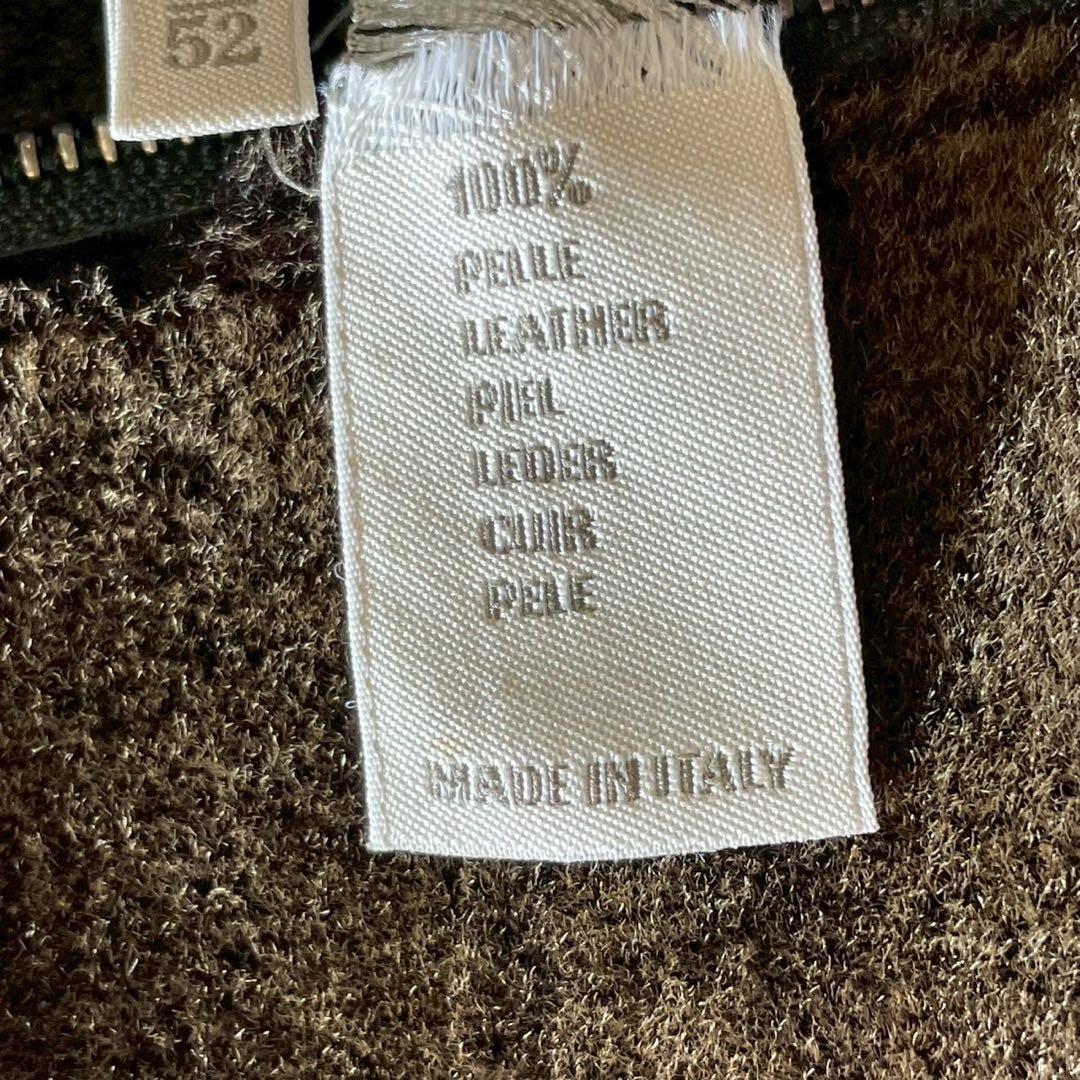 52
100%
PELLE
LEATHER
PIEL
LEDER
CUIR
PELE
MADE IN ITALY